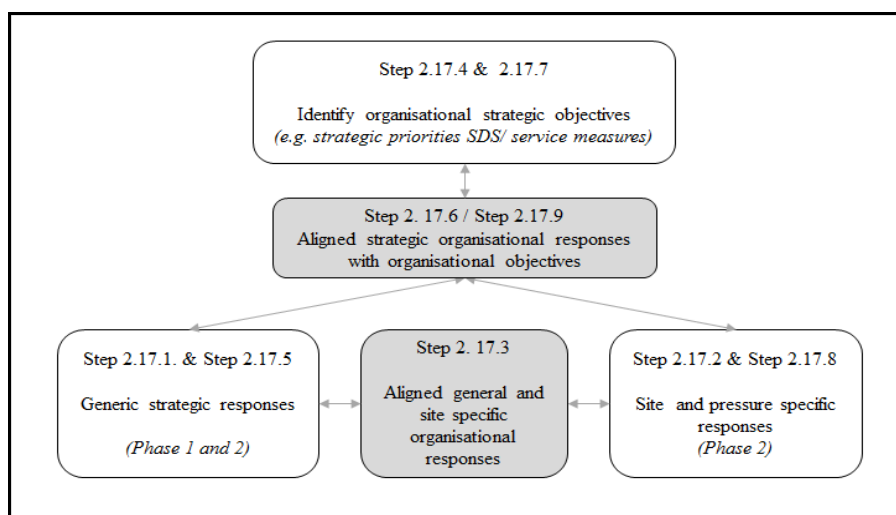 Step 2.17.4 & 2.17.7
Identify organisational strategic objectives
(e.g. strategic priorities SDS/ service measures)
Step 2. 17.6 / Step 2.17.9
Aligned strategic organisational responses
with organisational objectives
Step 2.17.1. & Step 2.17.5
Generic strategic responses
(Phase 1 and 2)
Step 2. 17.3
Aligned general and
site specific
organisational
responses
Step 2.17.2 & Step 2.17.8
Site and pressure specific
responses
(Phase 2)